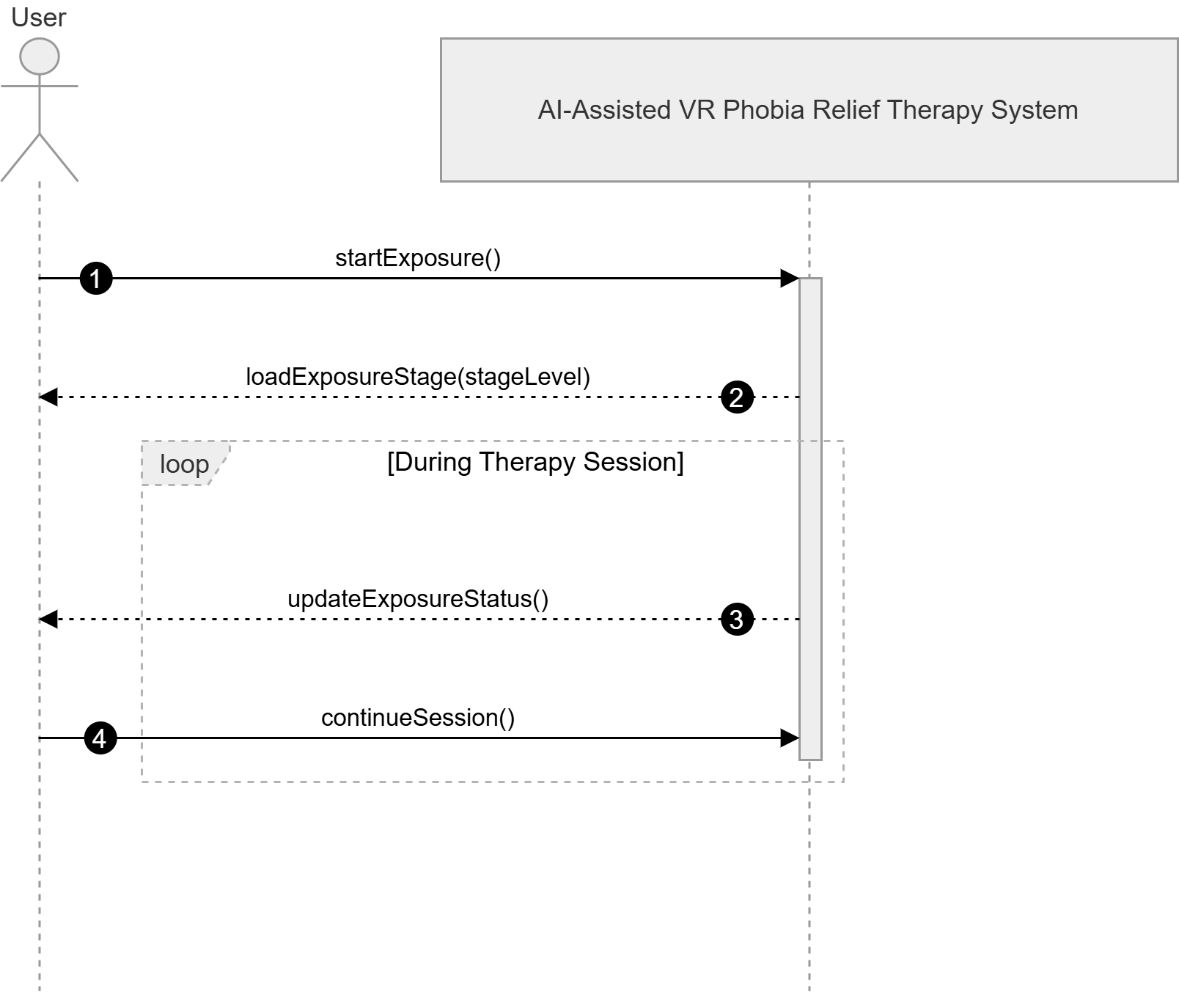 User
AI-Assisted VR Phobia Relief Therapy System
startExposure()
1
loadExposureStage(stageLevel)
2
loop
[During Therapy Session]
updateExposureStatus()
3
continueSession()
4